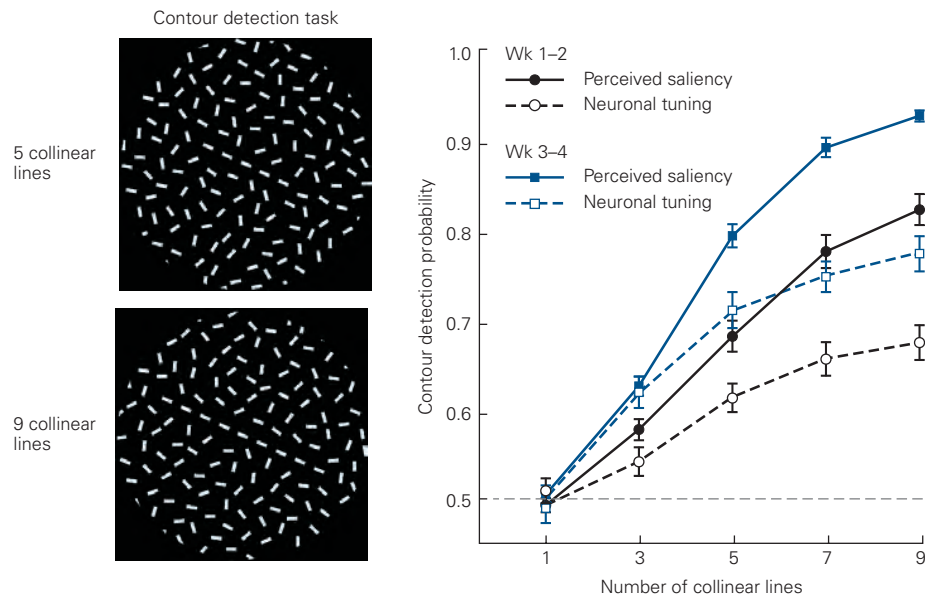 Contour detection task
5 collinear
lines
9 collinear
lines
Contour detection probability
1.0
0.9
0.8
0.7
0.6
0.5
Wk 1–2
Perceived saliency
Neuronal tuning
Wk 3–4
Perceived saliency
Neuronal tuning
1 3 5 7 9
Number of collinear lines